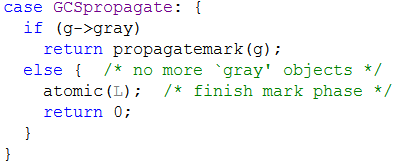 case GCSpropagate: {
  if (g->gray)
    return propagatemark(g);
  else {  /* no more `gray' objects */
    atomic(L);  /* finish mark phase */
    return 0;
  }
}